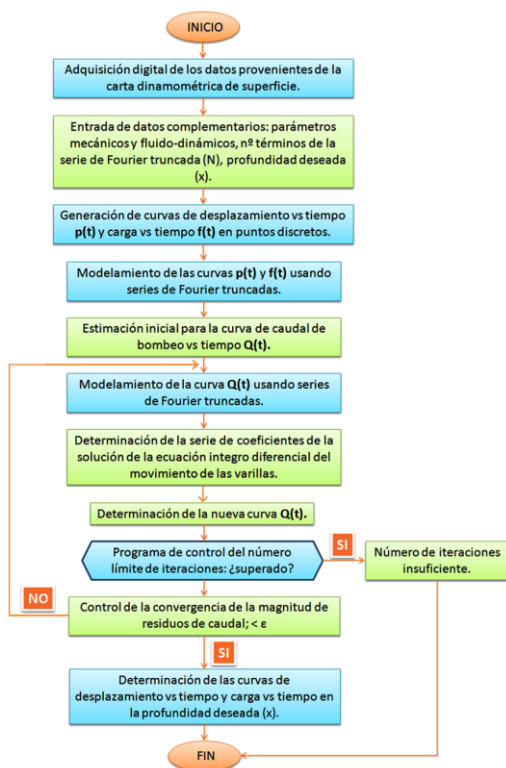 INICIO
Adquisición digital de los datos provenientes de la
carta dinamométrica de superficie.
Entrada de datos complementarios: parámetros
mecánicos y fluido-dinámicos, nº términos de la
serie de Fourier truncada (N), profundidad deseada
(x).
Generación de curvas de desplazamiento vs tiempo
p(t) y carga vs tiempo f(t) en puntos discretos.
Modelamiento de las curvas p(t) y f(t) usando
series de Fourier truncadas.
Estimación inicial para la curva de caudal de
bombeo vs tiempo Q(t).
Modelamiento de la curva Q(t) usando series
de Fourier truncadas.
Determinación de la serie de coeficientes de la
solución de la ecuación integro diferencial del
movimiento de las varillas.
Determinación de la nueva curva Q(t).
Programa de control del número
límite de iteraciones: ¿superado?
SI
Número de iteraciones
insuficiente.
NO
Control de la convergencia de la magnitud de
residuos de caudal; < ε
SI
Determinación de las curvas de
desplazamiento vs tiempo y carga vs tiempo en
la profundidad deseada (x).
FIN